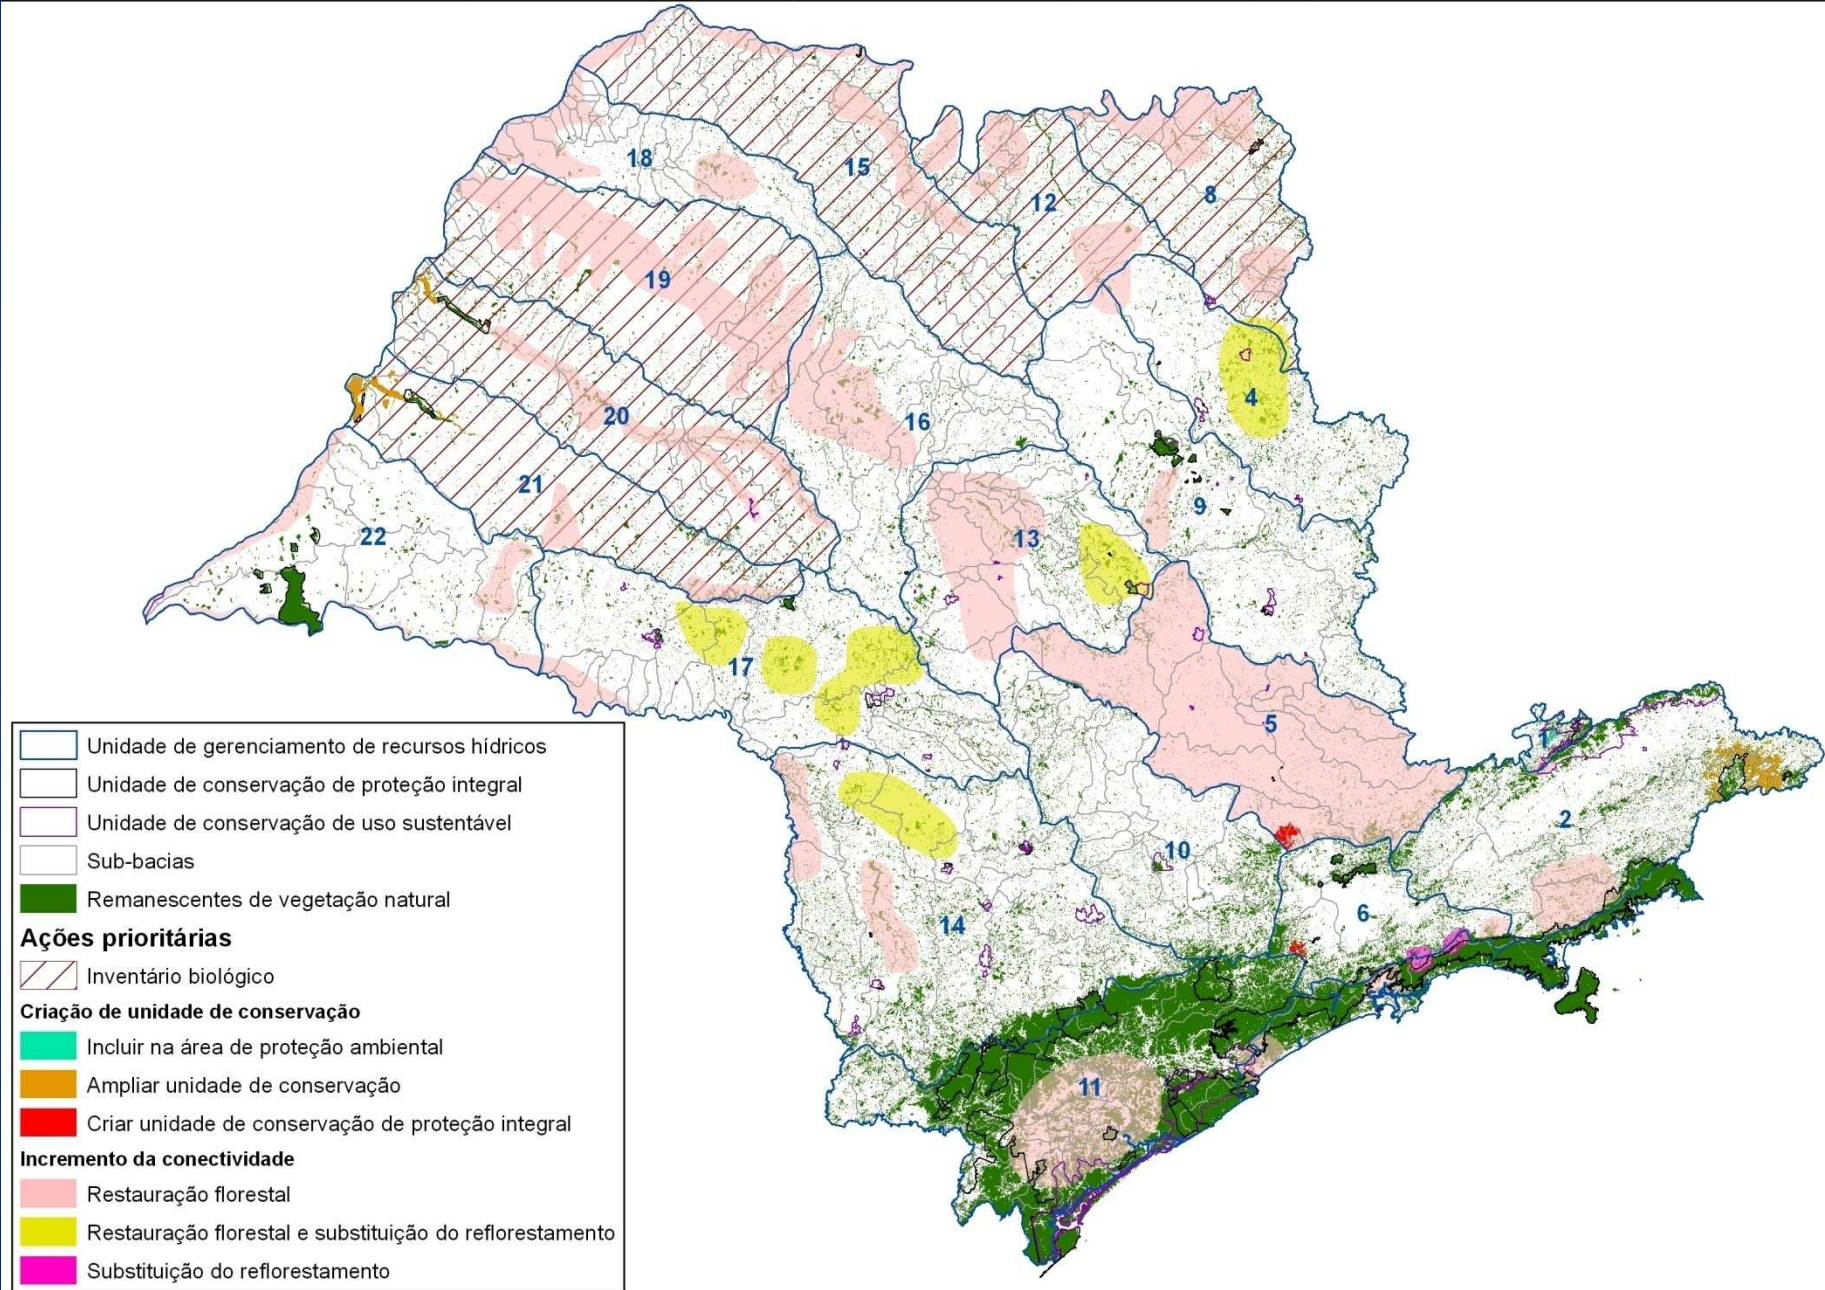 18
15
12
8
19
4
20
16
21
9
22
13
17
5
1
2
10
6
14
3
11
Unidade de gerenciamento de recursos hídricos
Unidade de conservação de proteção integral
Unidade de conservação de uso sustentável
Sub-bacias
Remanescentes de vegetação natural
Ações prioritárias
Inventário biológico
Criação de unidade de conservação
Incluir na área de proteção ambiental
Ampliar unidade de conservação
Criar unidade de conservação de proteção integral
Incremento da conectividade
Restauração florestal
Restauração florestal e substituição do reflorestamento
Substituição do reflorestamento